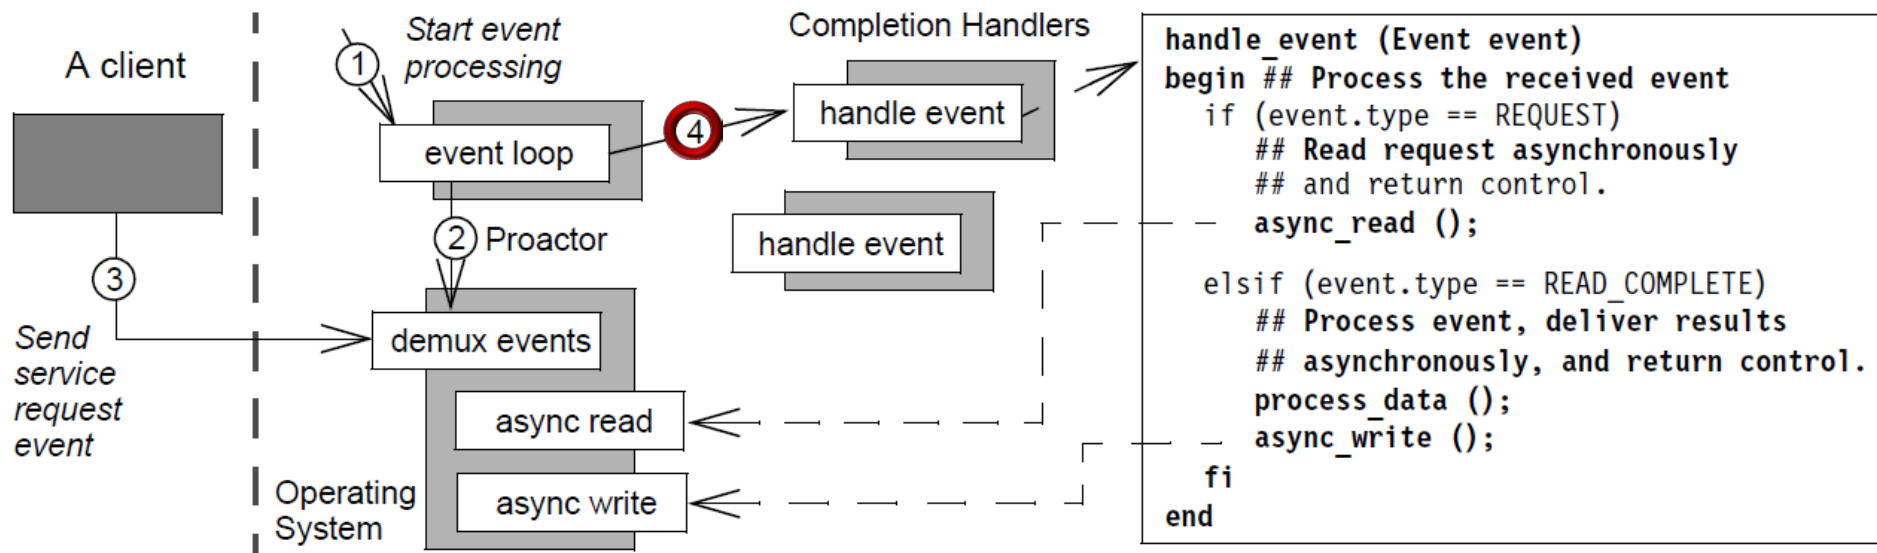 A client
Start event
processing
1
event loop
4
Completion Handlers
handle event
handle event
2
Proactor
3
Send
service
request
event
demux events
async read
async write
Operating
System
handle_event (Event event)
begin ## Process the received event
if (event.type == REQUEST)
## Read request asynchronously
## and return control.
async_read ();
elsif (event.type == READ_COMPLETE)
## Process event, deliver results
## asynchronously, and return control.
process_data ();
async_write ();
fi
end